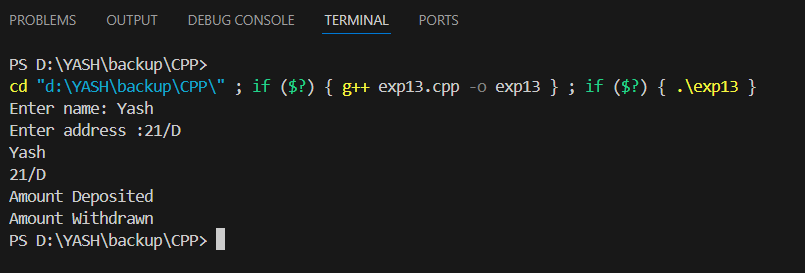 PROBLEMS OUTPUT DEBUG CONSOLE TERMINAL PORTS
PS D:\YASH\backup\CPP>
cd "d:\YASH\backup\CPP\" ; if ($?) { g++ exp13.cpp -o exp13 } ; if ($?) { .\exp13 }
Enter name: Yash
Enter address :21/D
Yash
21/D
Amount Deposited
Amount Withdrawn
PS D:\YASH\backup\CPP>